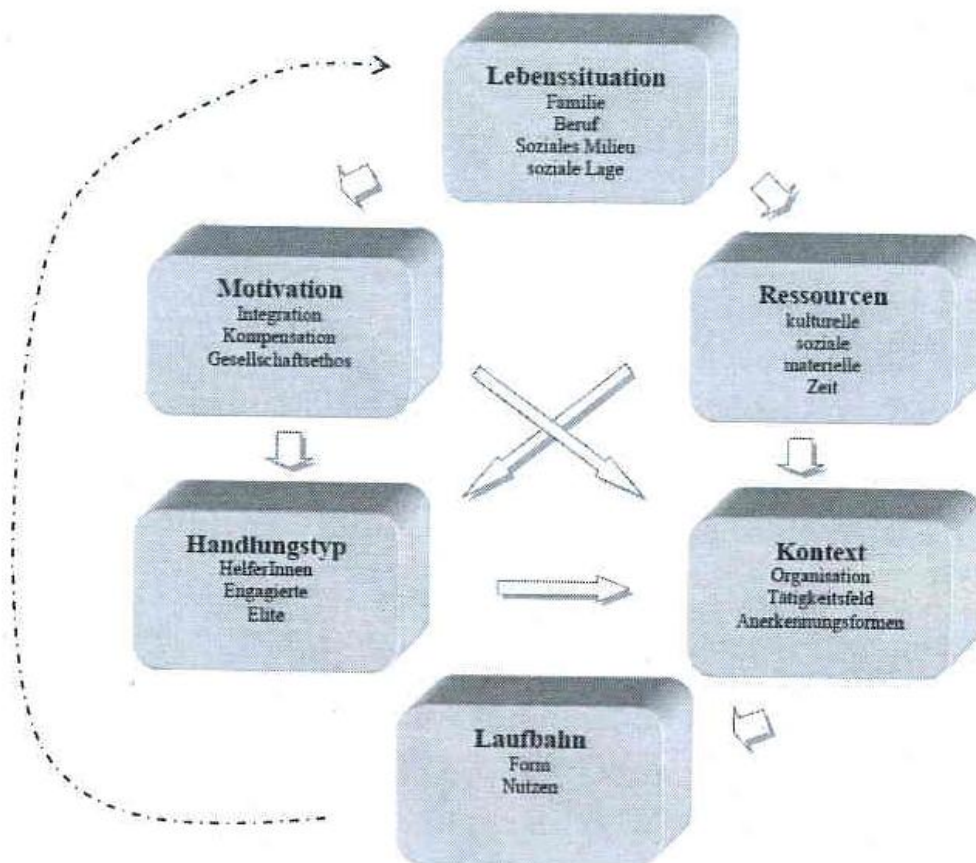 Lebenssituation
Familie
Beruf
Soziales Milieu
soziale Lage
Motivation
Integration
Kompensation
Gesellschaftsethos
Ressourcen
kulturelle
soziale
materielle
Zeit
Handlungstyp
HelferInnen
Engagierte
Elite
Kontext
Organisation
Tätigkeitsfeld
Anerkennungsformen
Laufbahn
Form
Nutzen